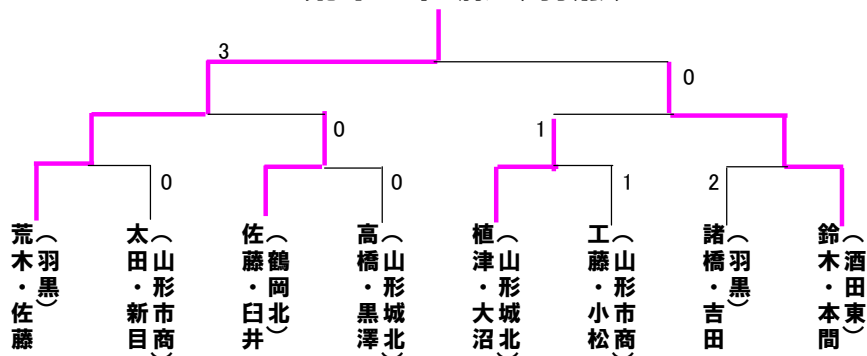 3
0
0
1
0
0
1
2
荒木・佐藤
(羽黒)
太田・新目
(山形市商)
佐藤・臼井
(鶴岡北)
高橋・黒澤
(山形城北)
植津・大沼
(山形城北)
工藤・小松
(山形市商)
諸橋・吉田
(羽黒)
鈴木・本間
(酒田東)